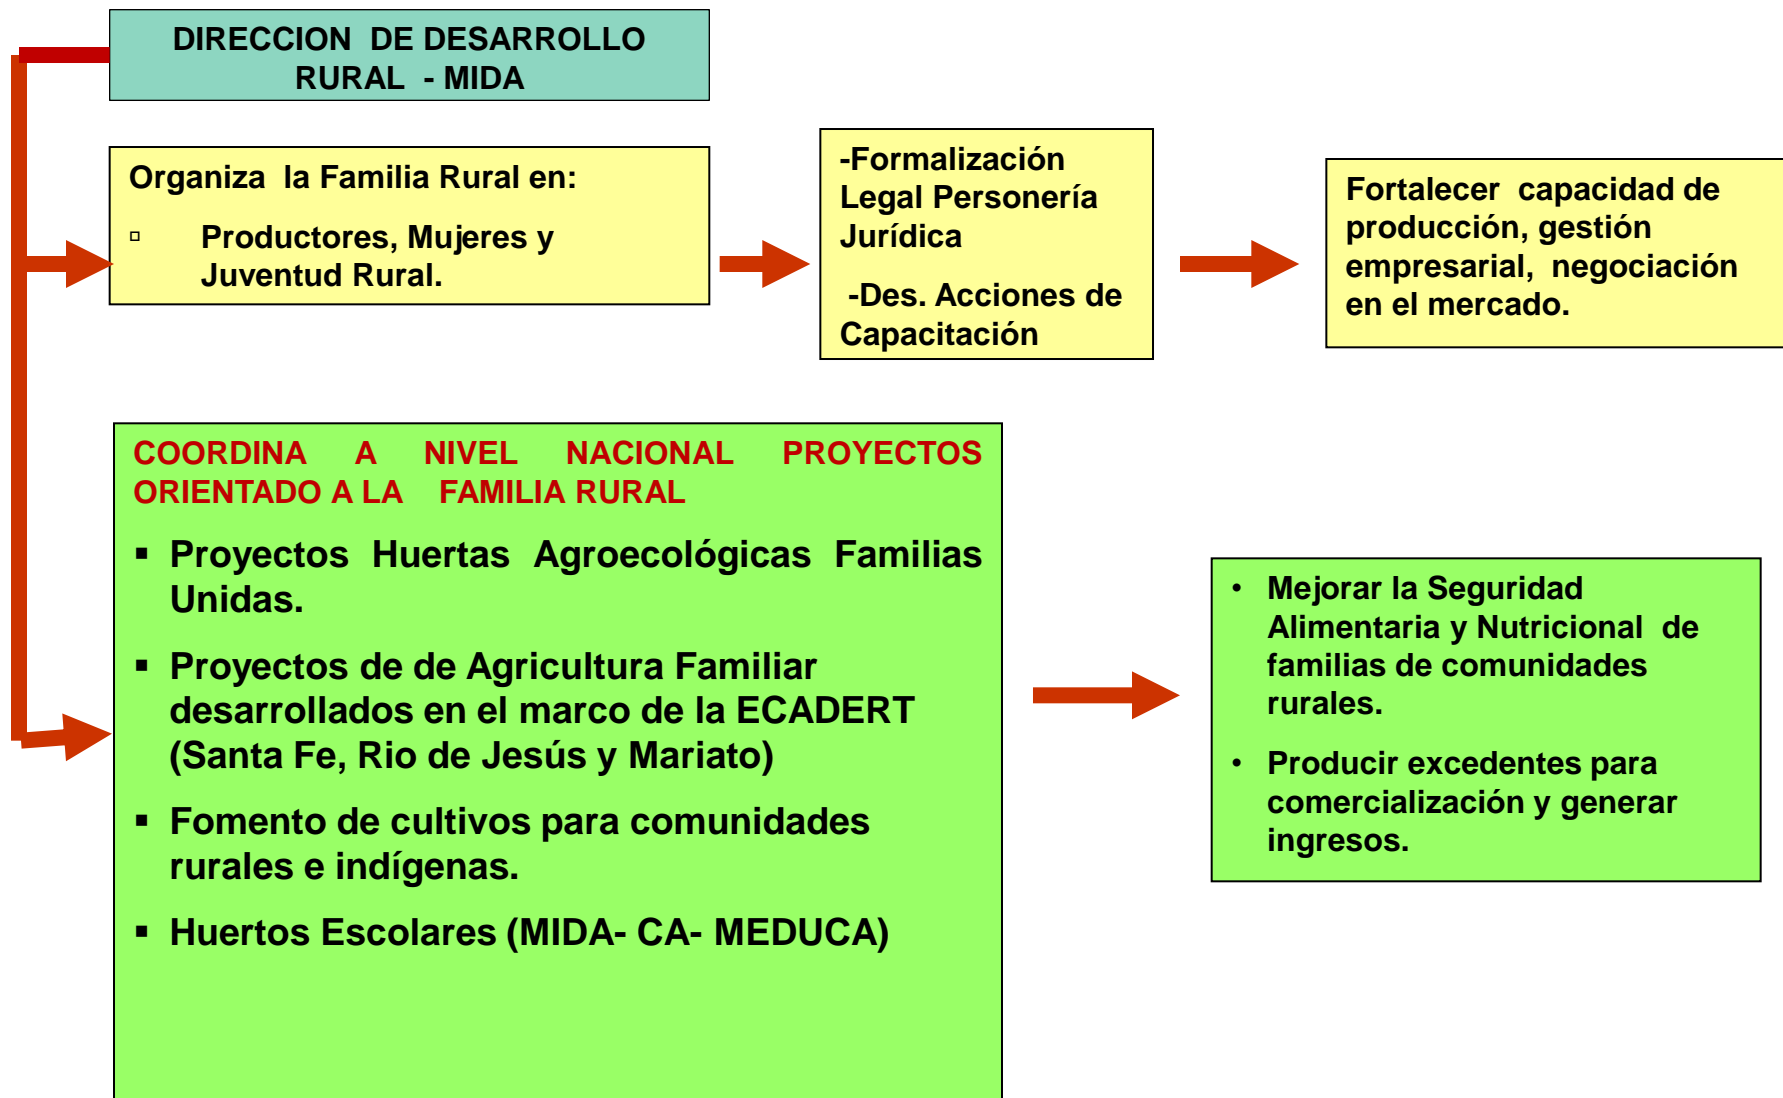 DIRECCION DE DESARROLLO
RURAL - MIDA
Organiza la Familia Rural en:
▫ Productores, Mujeres y
Juventud Rural.
-Formalización
Legal Personería
Jurídica
-Des. Acciones de
Capacitación
Fortalecer capacidad de
producción, gestión
empresarial, negociación
en el mercado.
COORDINA A NIVEL NACIONAL PROYECTOS
ORIENTADO A LA FAMILIA RURAL
▪ Proyectos Huertas Agroecológicas Familias
Unidas.
▪ Proyectos de de Agricultura Familiar
desarrollados en el marco de la ECADERT
(Santa Fe, Rio de Jesús y Mariato)
▪ Fomento de cultivos para comunidades
rurales e indígenas.
▪ Huertos Escolares (MIDA- CA- MEDUCA)
• Mejorar la Seguridad
Alimentaria y Nutricional de
familias de comunidades
rurales.
• Producir excedentes para
comercialización y generar
ingresos.